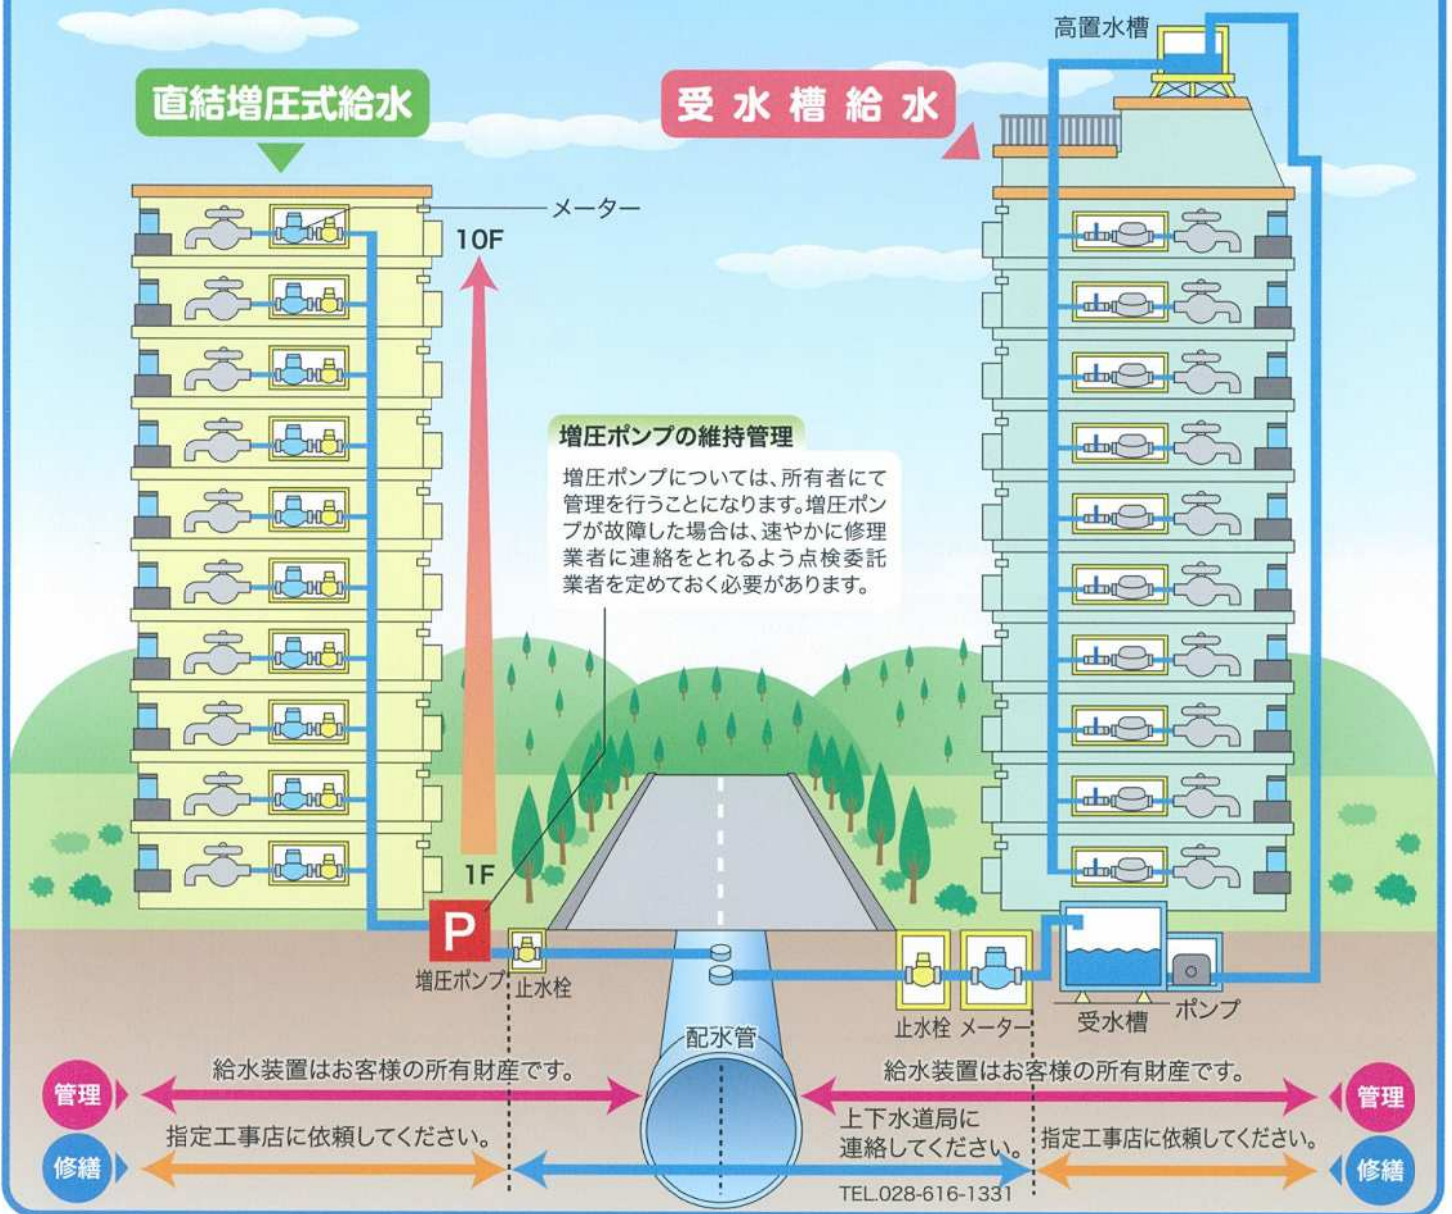 高置水槽
直結増圧式給水
受水槽給水
メーター
10F
増圧ポンプの維持管理
増圧ポンプについては、所有者にて
管理を行うことになります。増圧ポン
プが故障した場合は、速やかに修理
業者に連絡をとれるよう点検委託
業者を定めておく必要があります。
1F
P
増圧ポンプ
止水栓
配水管
止水栓
メーター
受水槽
ポンプ
管理
給水装置はお客様の所有財産です。
給水装置はお客様の所有財産です。
管理
修繕
指定工事店に依頼してください。
上下水道局に
連絡してください。
TEL.028-616-1331
指定工事店に依頼してください。
修繕